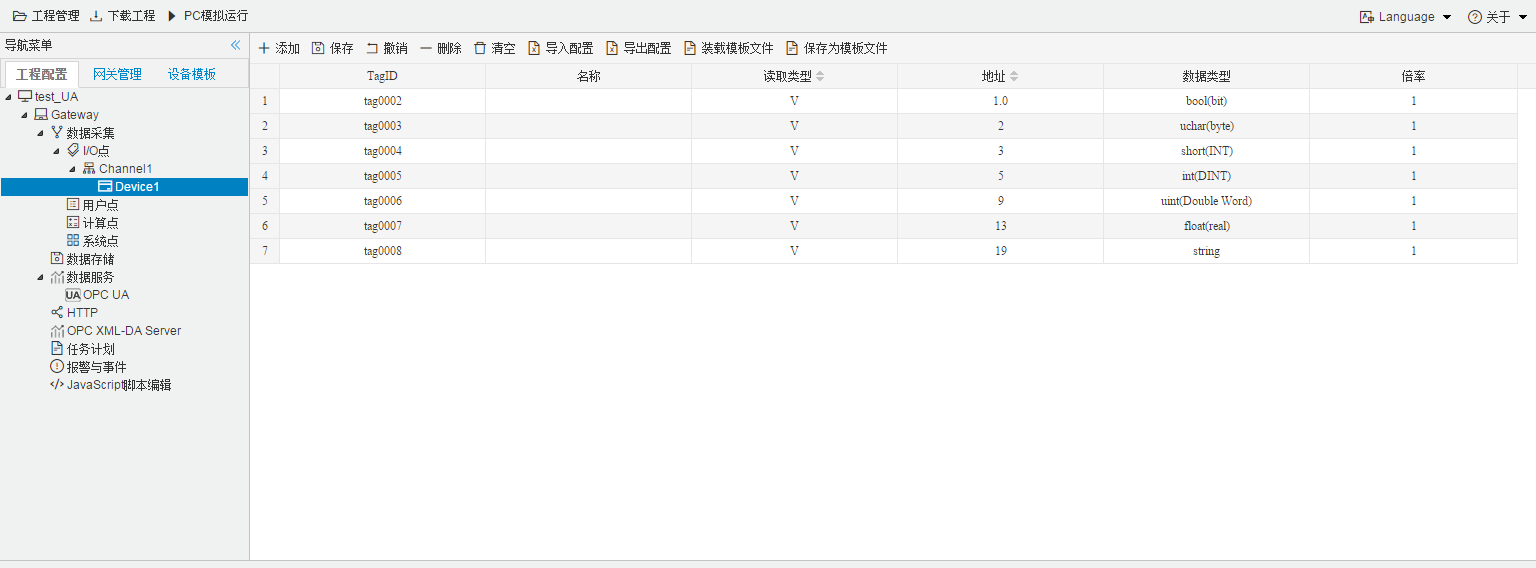 工程管理 下载工程 PC模拟运行 Language 关于
导航菜单
工程配置 网关管理 设备模板
test_UA
Gateway
数据采集
I/O点
Channel1
Device1
用户点
计算点
系统点
数据存储
数据服务
UA OPC UA
HTTP
OPC XML-DA Server
任务计划
报警与事件
JavaScript脚本编辑
添加 保存 撤销 删除 清空 导入配置 导出配置 装载模板文件 保存为模板文件
TagID 名称 读取类型 地址 数据类型 倍率
1 tag0002 V 1.0 bool(bit) 1
2 tag0003 V 2 uchar(byte) 1
3 tag0004 V 3 short(INT) 1
4 tag0005 V 5 int(DINT) 1
5 tag0006 V 9 uint(Double Word) 1
6 tag0007 V 13 float(real) 1
7 tag0008 V 19 string 1